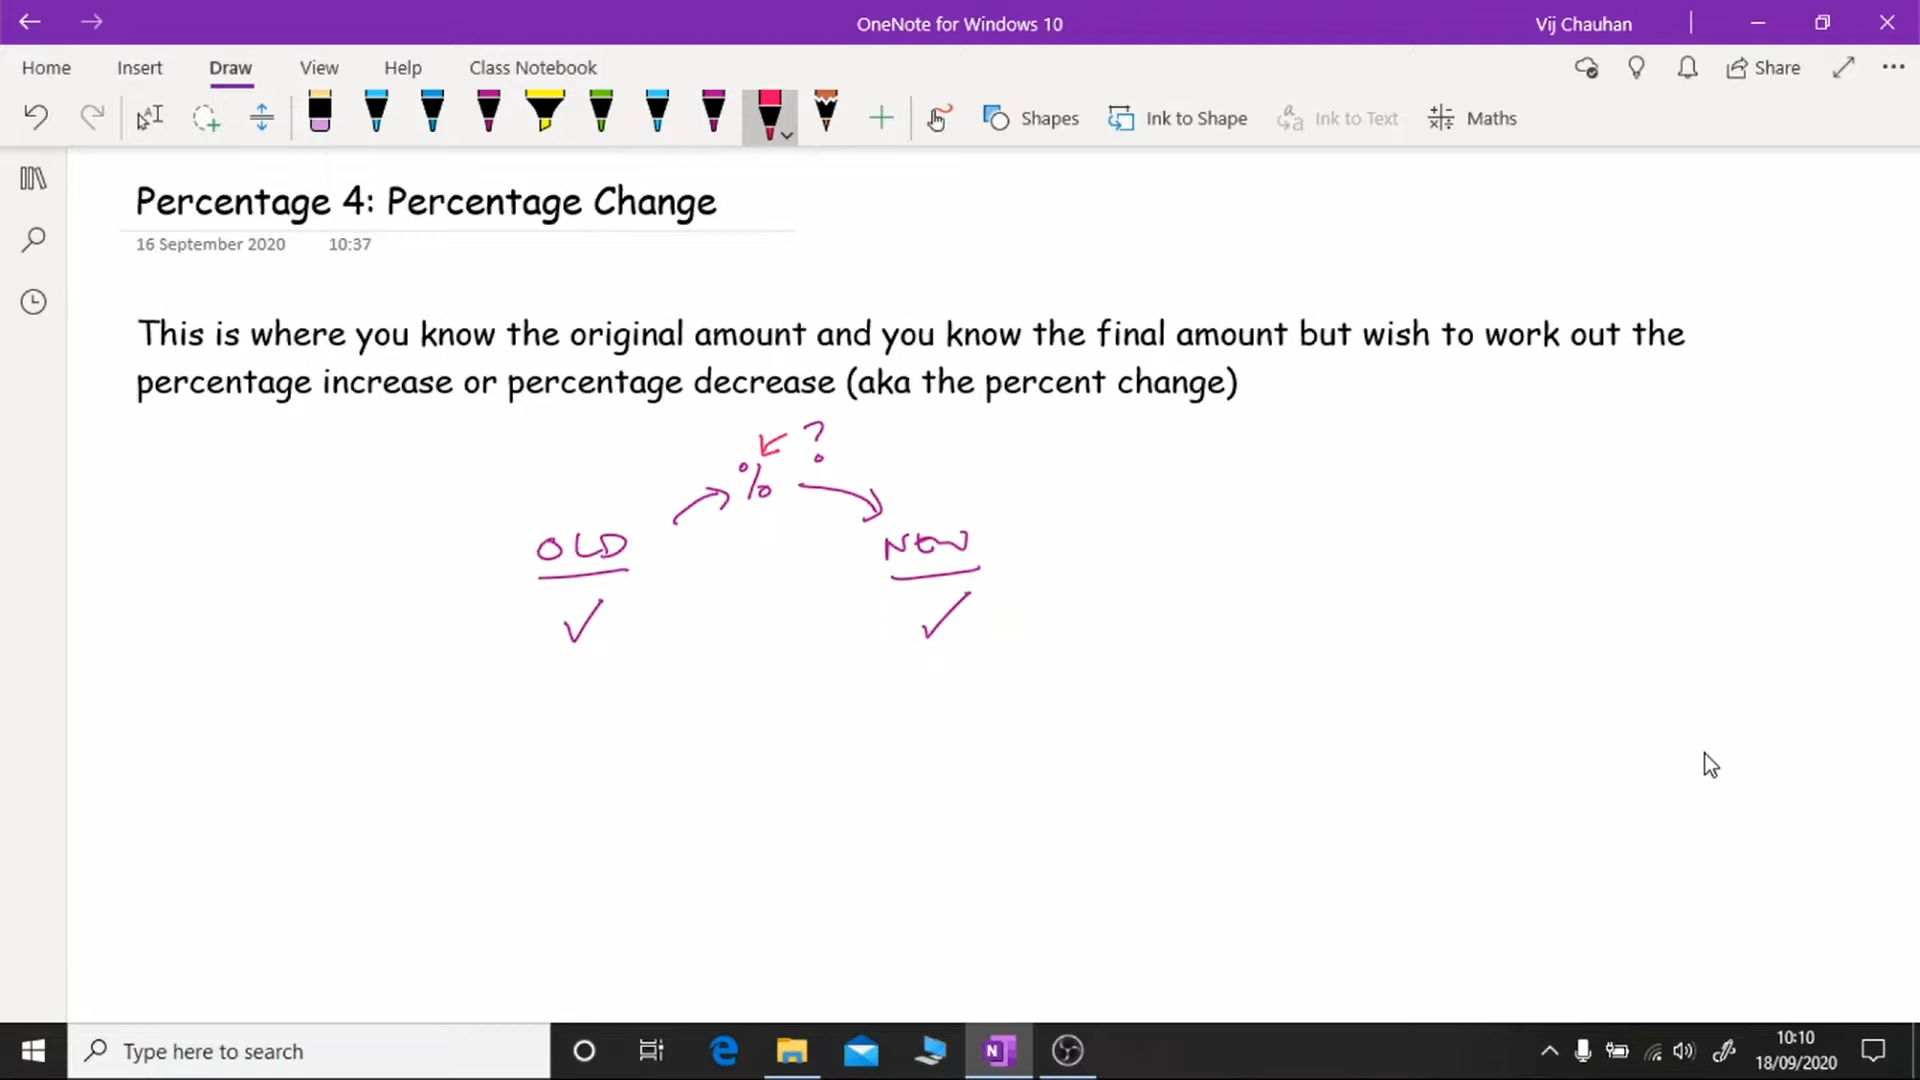 OneNote for Windows 10
Vij Chauhan
Home Insert Draw View Help Class Notebook
Share
Shapes Ink to Shape Ink to Text Maths
Percentage 4: Percentage Change
16 September 2020 10:37
This is where you know the original amount and you know the final amount but wish to work out the
percentage increase or percentage decrease (aka the percent change)
?
%
OLD NEW
Type here to search
10:10
18/09/2020